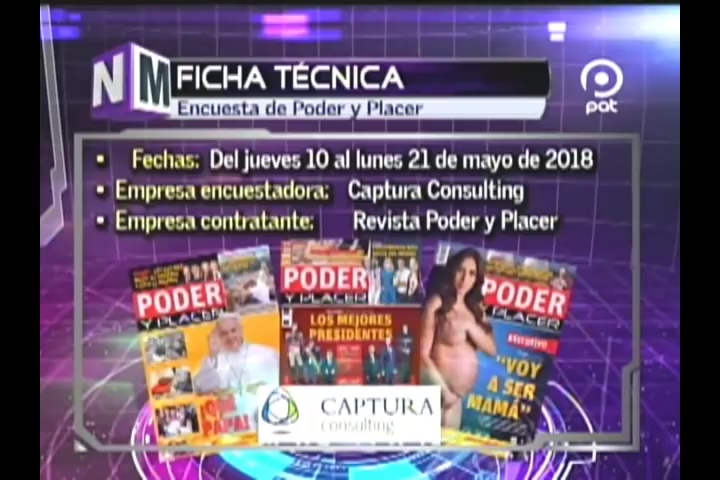 NM
FICHA TÉCNICA
Encuesta de Poder y Placer
pat
▪ Fechas: Del jueves 10 al lunes 21 de mayo de 2018
▪ Empresa encuestadora: Captura Consulting
▪ Empresa contratante: Revista Poder y Placer
PODER
Y PLACER
PODER
Y PLACER
LOS MEJORES
PRESIDENTES
PODER
Y PLACER
"VOY
A SER
MAMÁ"
PAPA!
CAPTURA
consulting